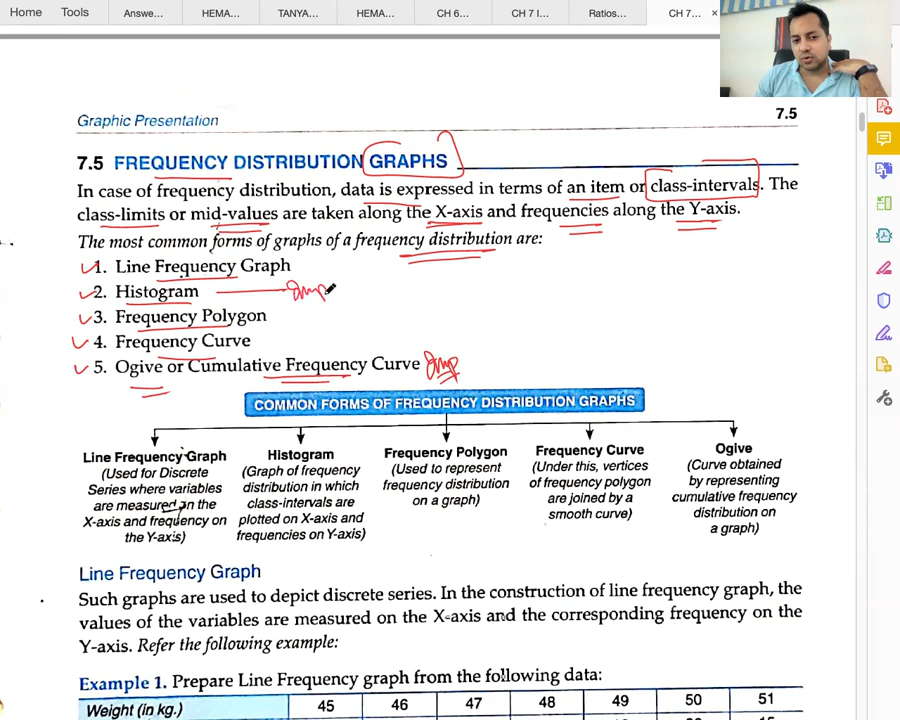 Home Tools Answe... HEMA... TANYA... HEMA... CH 6... CH 7 I... Ratios... CH 7... ×
Graphic Presentation 7.5
7.5 FREQUENCY DISTRIBUTION GRAPHS
In case of frequency distribution, data is expressed in terms of an item or class-intervals. The
class-limits or mid-values are taken along the X-axis and frequencies along the Y-axis.
The most common forms of graphs of a frequency distribution are:
1. Line Frequency Graph
2. Histogram Imp
3. Frequency Polygon
4. Frequency Curve
5. Ogive or Cumulative Frequency Curve Imp
COMMON FORMS OF FREQUENCY DISTRIBUTION GRAPHS
Line Frequency Graph
(Used for Discrete
Series where variables
are measured on the
X-axis and frequency on
the Y-axis)
Histogram
(Graph of frequency
distribution in which
class-intervals are
plotted on X-axis and
frequencies on Y-axis)
Frequency Polygon
(Used to represent
frequency distribution
on a graph)
Frequency Curve
(Under this, vertices
of frequency polygon
are joined by a
smooth curve)
Ogive
(Curve obtained
by representing
cumulative frequency
distribution on
a graph)
Line Frequency Graph
Such graphs are used to depict discrete series. In the construction of line frequency graph, the
values of the variables are measured on the X-axis and the corresponding frequency on the
Y-axis. Refer the following example:
Example 1. Prepare Line Frequency graph from the following data:
Weight (in kg.) 45 46 47 48 49 50 51